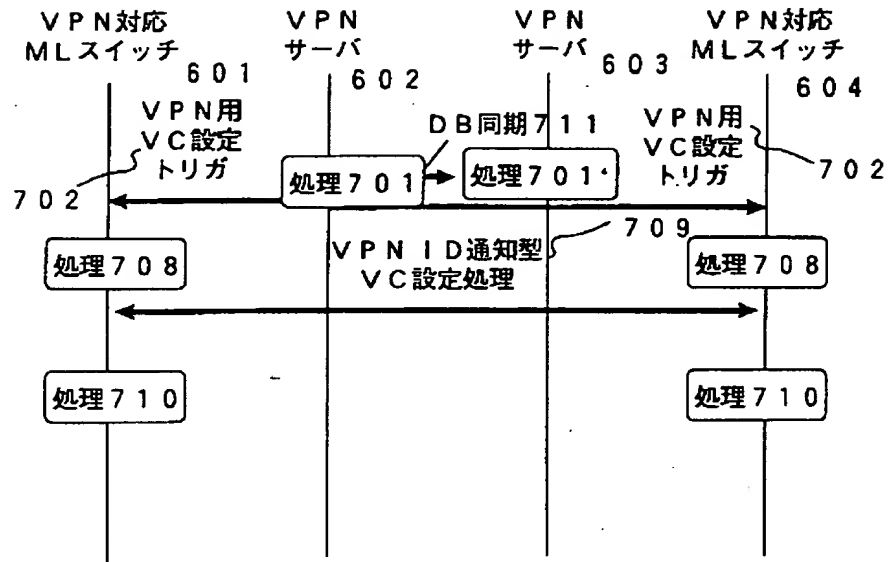 VPN対応
MLスイッチ
601
VPN
サーバ
602
VPN
サーバ
603
VPN対応
MLスイッチ
604
VPN用
VC設定
トリガ
702
DB同期711
VPN用
VC設定
トリガ
702
処理701
処理701'
709
処理708
VPN ID通知型
VC設定処理
処理708
処理710
処理710